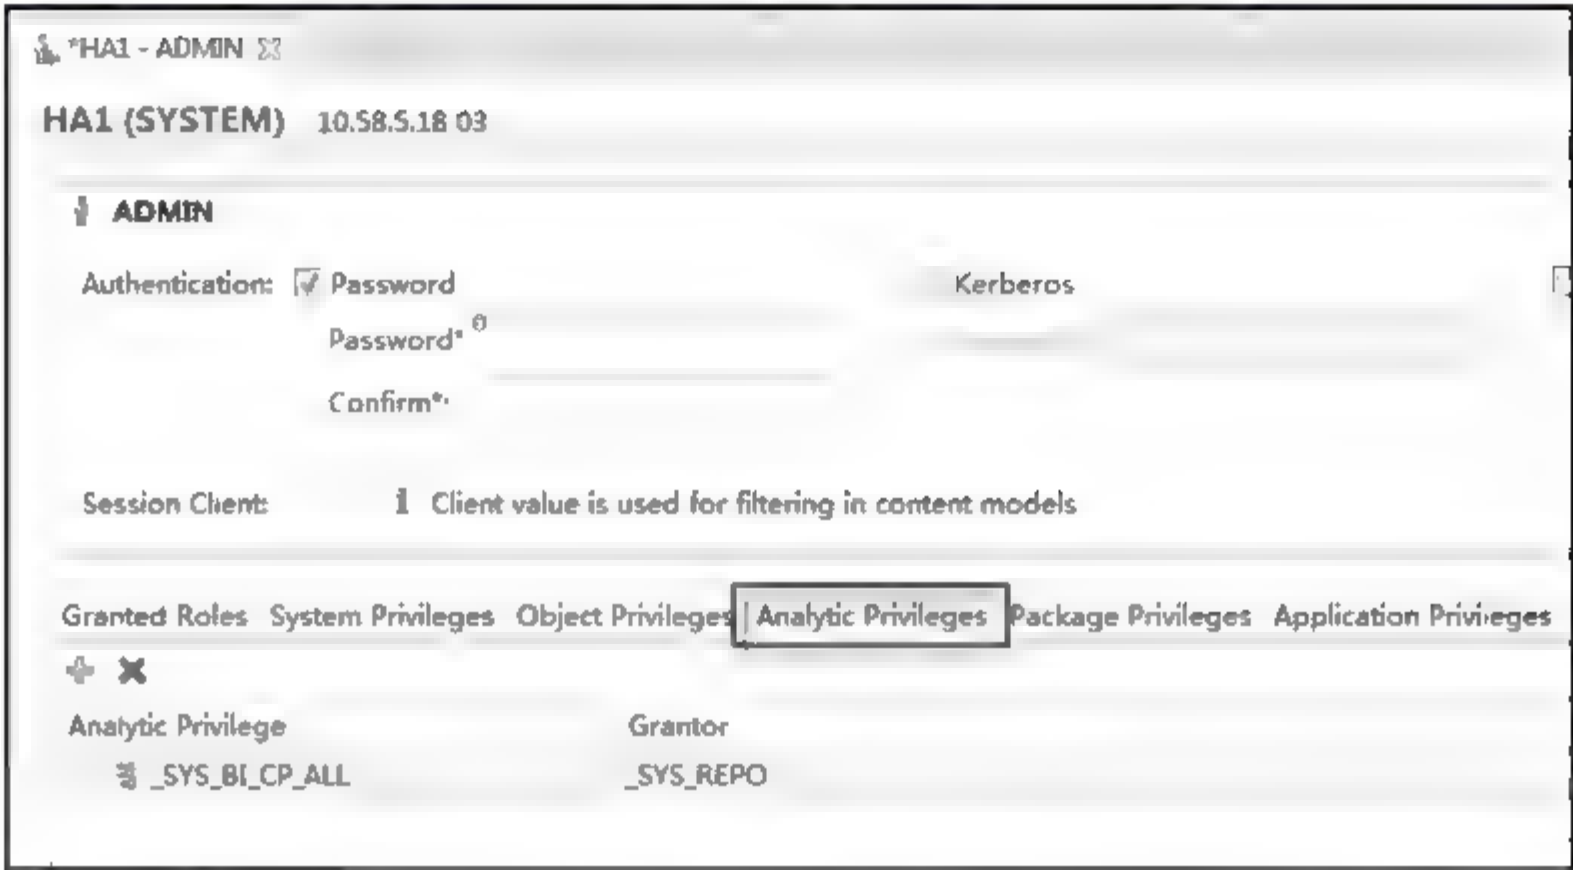 *HA1 - ADMIN
HA1 (SYSTEM) 10.58.5.18 03
ADMIN
Authentication: Password Kerberos
Password*
Confirm*:
Session Client: i Client value is used for filtering in content models
Granted Roles System Privileges Object Privileges Analytic Privileges Package Privileges Application Privileges
Analytic Privilege Grantor
_SYS_BI_CP_ALL _SYS_REPO